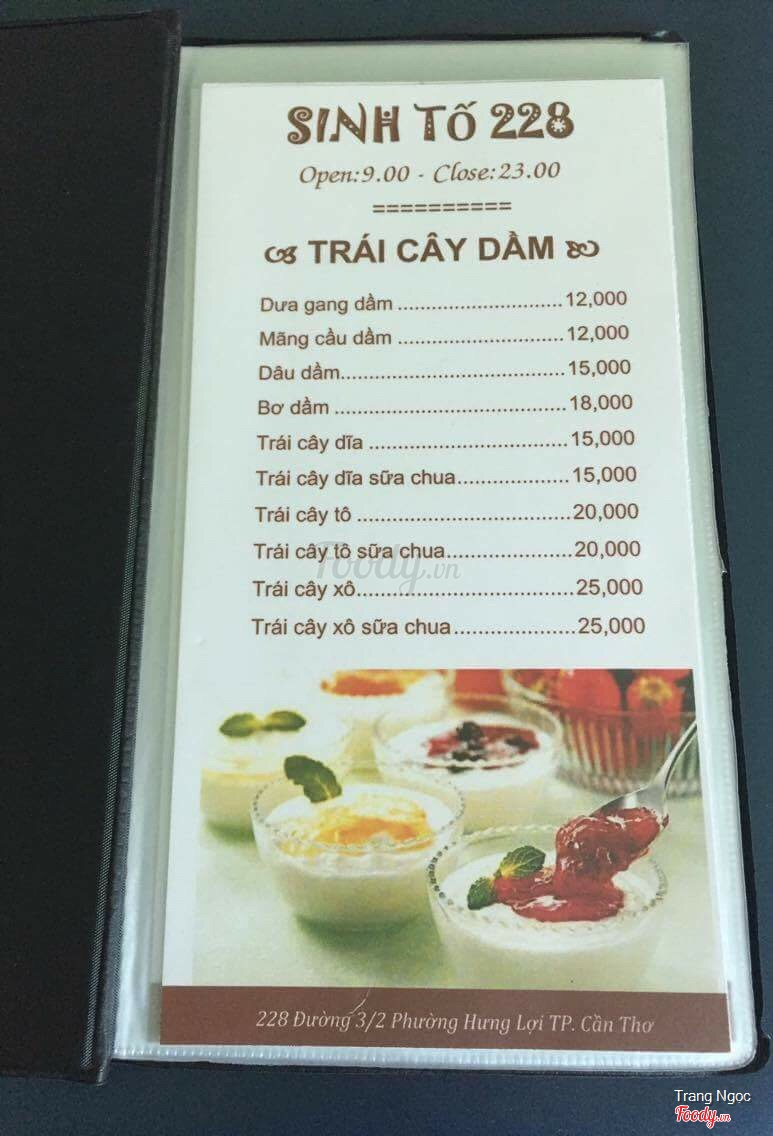 SINH TỐ 228
Open:9.00 - Close:23.00
==========
TRÁI CÂY DẦM
Dưa gang dầm ............................ 12,000
Mãng cầu dầm ............................ 12,000
Dâu dầm...................................... 15,000
Bơ dầm ....................................... 18,000
Trái cây dĩa .................................. 15,000
Trái cây dĩa sữa chua................... 15,000
Trái cây tô .................................... 20,000
Trái cây tô sữa chua..................... 20,000
Trái cây xô.................................... 25,000
Trái cây xô sữa chua.................... 25,000
Foody.vn
228 Đường 3/2 Phường Hưng Lợi TP. Cần Thơ
Trang Ngọc
Foody.vn